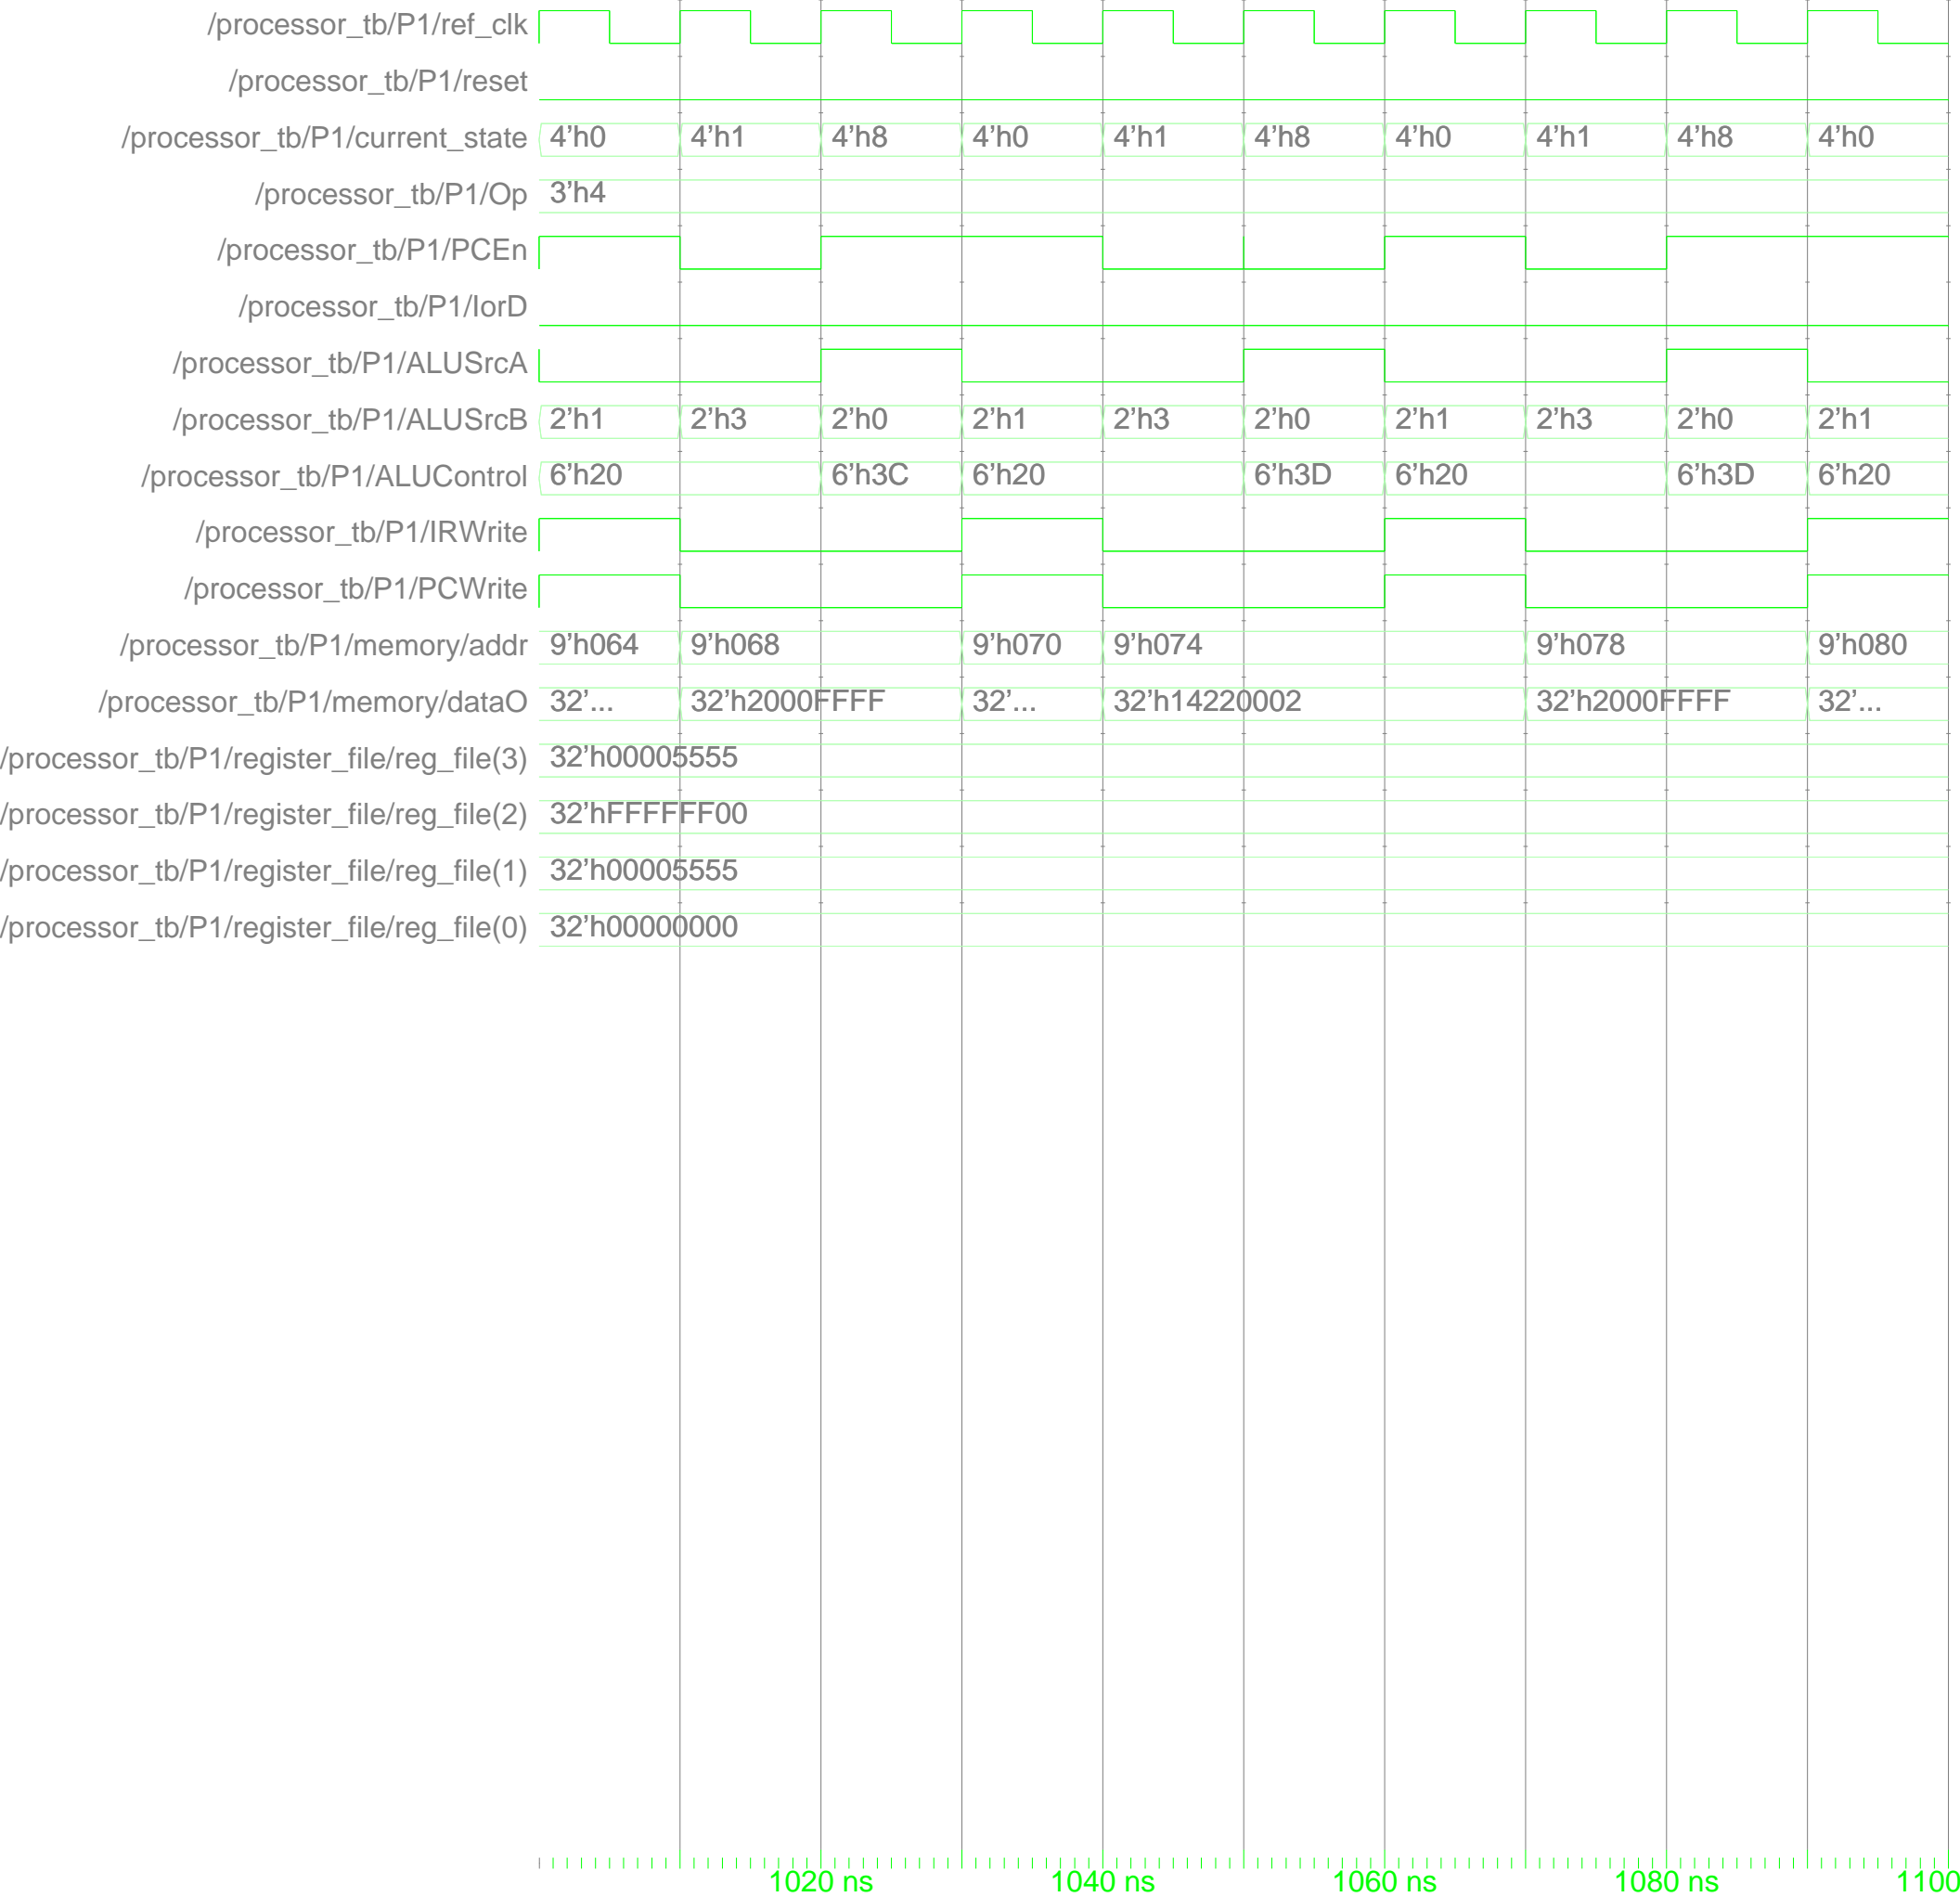 /processor_tb/P1/ref_clk
/processor_tb/P1/reset
/processor_tb/P1/current_state 4'h0 4'h1 4'h8 4'h0 4'h1 4'h8 4'h0 4'h1 4'h8 4'h0
/processor_tb/P1/Op 3'h4
/processor_tb/P1/PCEn
/processor_tb/P1/IorD
/processor_tb/P1/ALUSrcA
/processor_tb/P1/ALUSrcB 2'h1 2'h3 2'h0 2'h1 2'h3 2'h0 2'h1 2'h3 2'h0 2'h1
/processor_tb/P1/ALUControl 6'h20 6'h3C 6'h20 6'h3D 6'h20 6'h3D 6'h20
/processor_tb/P1/IRWrite
/processor_tb/P1/PCWrite
/processor_tb/P1/memory/addr 9'h064 9'h068 9'h070 9'h074 9'h078 9'h080
/processor_tb/P1/memory/dataO 32'... 32'h2000FFFF 32'... 32'h14220002 32'h2000FFFF 32'...
/processor_tb/P1/register_file/reg_file(3) 32'h00005555
/processor_tb/P1/register_file/reg_file(2) 32'hFFFFFF00
/processor_tb/P1/register_file/reg_file(1) 32'h00005555
/processor_tb/P1/register_file/reg_file(0) 32'h00000000
1020 ns 1040 ns 1060 ns 1080 ns 1100